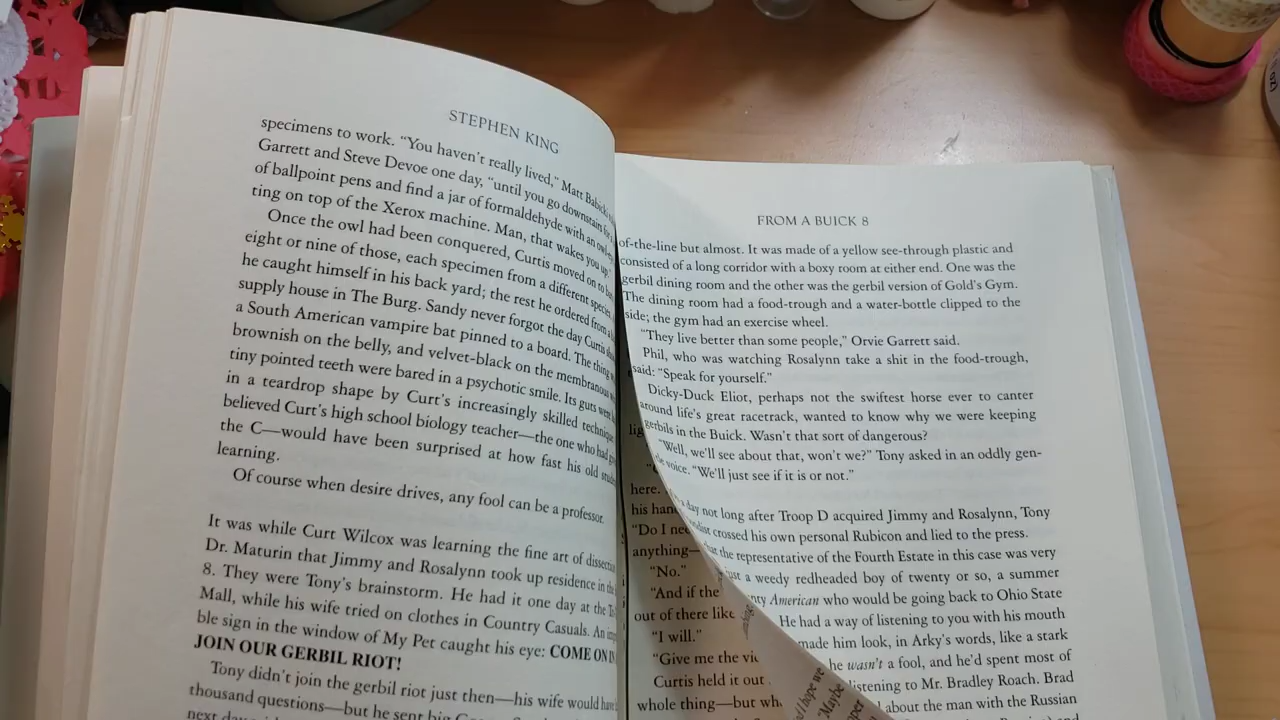 STEPHEN KING
specimens to work. “You haven’t really lived,” Matt
Garrett and Steve Devoe one day, “until you go downstairs for
of ballpoint pens and find a jar of formaldehyde with an
ting on top of the Xerox machine. Man, that wakes you up.”
Once the owl had been conquered, Curtis moved on to
eight or nine of those, each specimen from a different species.
he caught himself in his back yard; the rest he ordered from a
supply house in The Burg. Sandy never forgot the day Curtis
a South American vampire bat pinned to a board. The thing
brownish on the belly, and velvet-black on the membranous
tiny pointed teeth were bared in a psychotic smile. Its guts were
in a teardrop shape by Curt’s increasingly skilled technique
believed Curt’s high school biology teacher—the one who had
the C—would have been surprised at how fast his old
learning.
Of course when desire drives, any fool can be a professor.
It was while Curt Wilcox was learning the fine art of
Dr. Maturin that Jimmy and Rosalynn took up residence in the
8. They were Tony’s brainstorm. He had it one day at the
Mall, while his wife tried on clothes in Country Casuals. An
ble sign in the window of My Pet caught his eye: COME ON
JOIN OUR GERBIL RIOT!
Tony didn’t join the gerbil riot just then—his wife would have
thousand questions—but he sent big
next day
FROM A BUICK 8
of-the-line but almost. It was made of a yellow see-through plastic and
consisted of a long corridor with a boxy room at either end. One was the
gerbil dining room and the other was the gerbil version of Gold’s Gym.
The dining room had a food-trough and a water-bottle clipped to the
side; the gym had an exercise wheel.
“They live better than some people,” Orvie Garrett said.
Phil, who was watching Rosalynn take a shit in the food-trough,
said: “Speak for yourself.”
Dicky-Duck Eliot, perhaps not the swiftest horse ever to canter
around life’s great racetrack, wanted to know why we were keeping
gerbils in the Buick. Wasn’t that sort of dangerous?
“Well, we’ll see about that, won’t we?” Tony asked in an oddly gen-
voice. “We’ll just see if it is or not.”
day not long after Troop D acquired Jimmy and Rosalynn, Tony
crossed his own personal Rubicon and lied to the press.
the representative of the Fourth Estate in this case was very
just a weedy redheaded boy of twenty or so, a summer
American who would be going back to Ohio State
He had a way of listening to you with his mouth
made him look, in Arky’s words, like a stark
he wasn’t a fool, and he’d spent most of
listening to Mr. Bradley Roach. Brad
about the man with the Russian
here.
his
“Do I
anything—
“No.”
“And if the
out of there like
“I will.”
“Give me the
Curtis held it out
whole thing—but